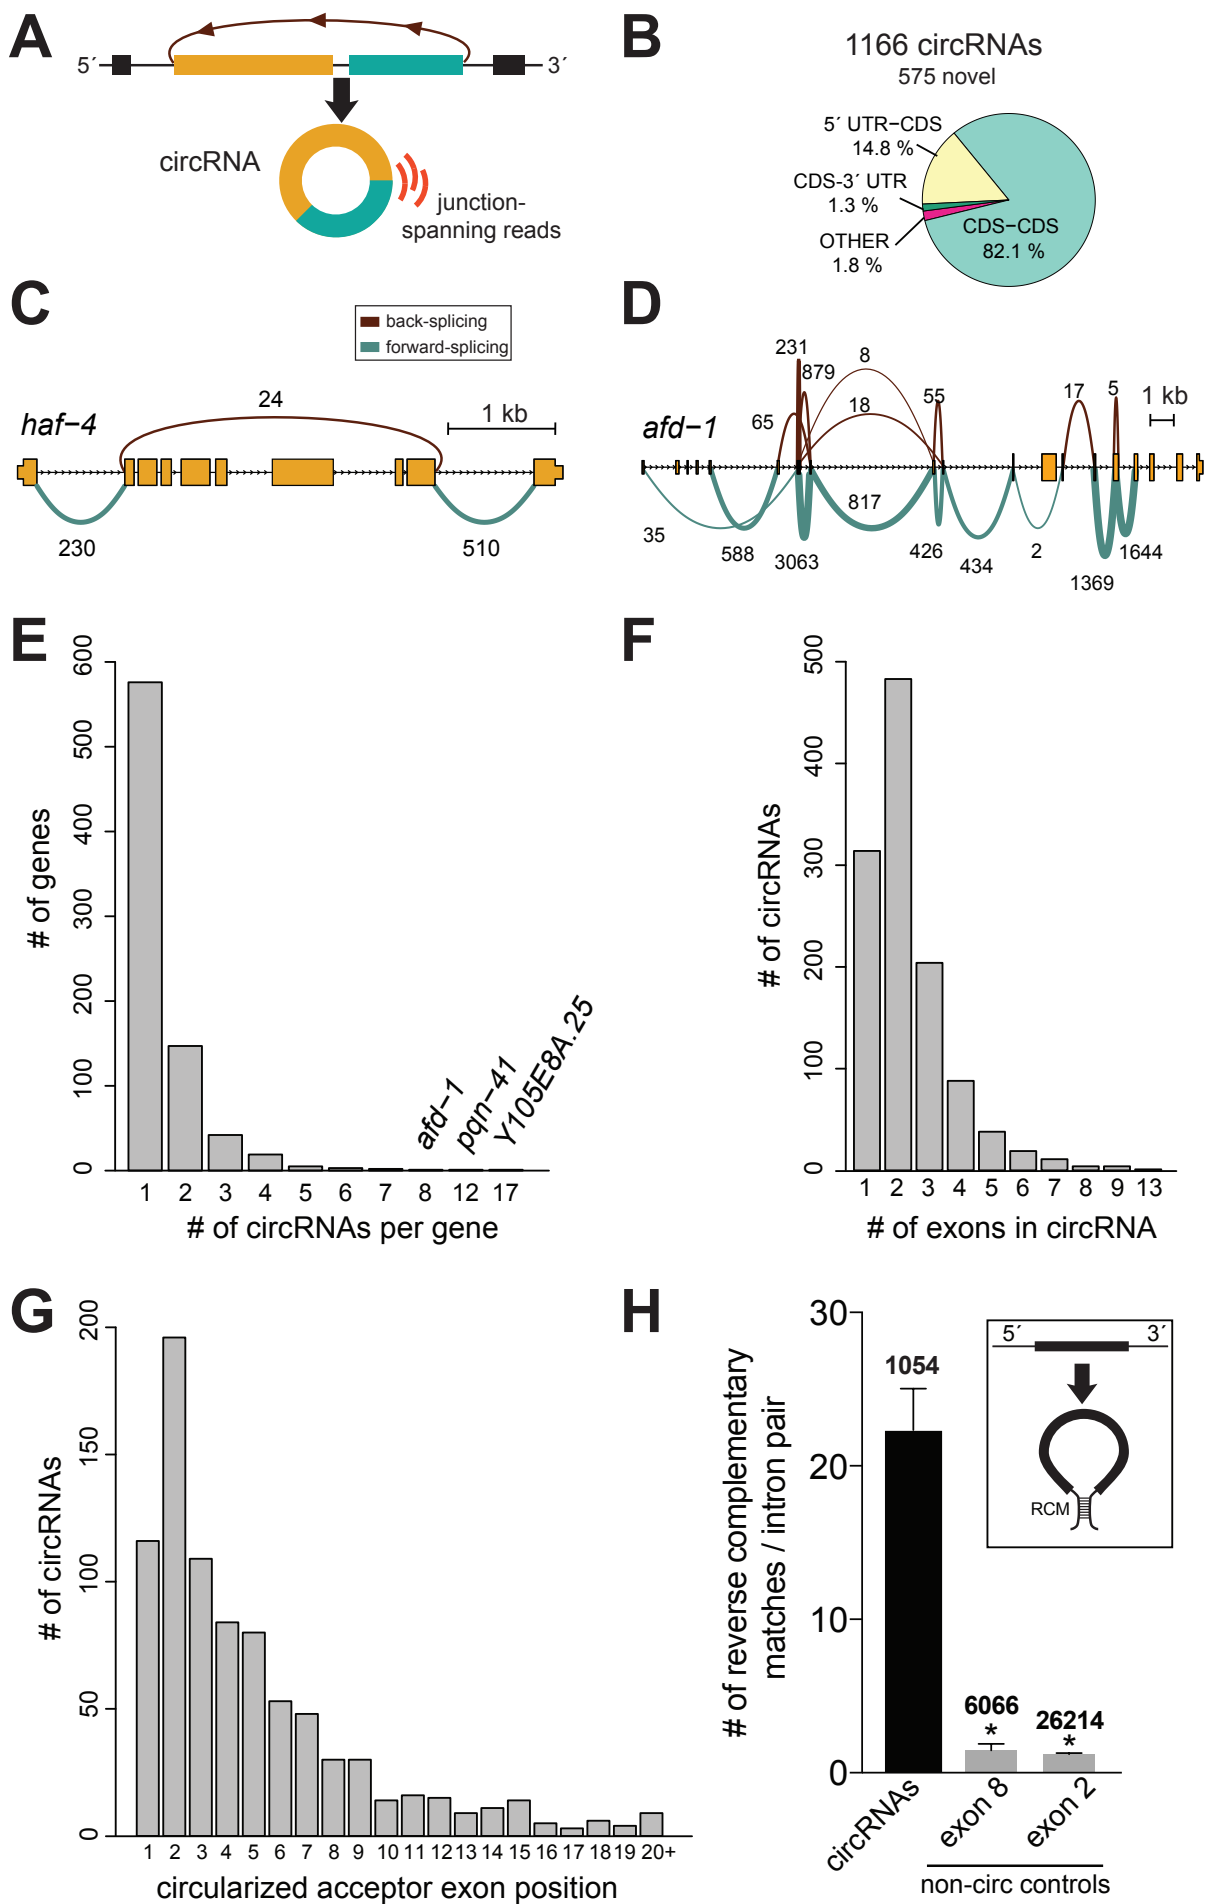 A
5´
3´
circRNA
junction-
spanning reads
B
1166 circRNAs
575 novel
5´ UTR−CDS
14.8 %
CDS-3´ UTR
1.3 %
OTHER
1.8 %
CDS−CDS
82.1 %
C
back-splicing
forward-splicing
24
1 kb
haf−4
230
510
D
231
879
8
65
18
55
17
5
1 kb
afd−1
35
588
3063
817
426
434
2
1369
1644
E
600
500
400
300
200
100
0
# of genes
afd−1
pqn−41
Y105E8A.25
1 2 3 4 5 6 7 8 12 17
# of circRNAs per gene
F
500
400
300
200
100
0
# of circRNAs
1 2 3 4 5 6 7 8 9 13
# of exons in circRNA
G
200
150
100
50
0
# of circRNAs
1 2 3 4 5 6 7 8 9 10 11 12 13 14 15 16 17 18 19 20+
circularized acceptor exon position
H
30
20
10
0
# of reverse complementary
matches / intron pair
1054
6066
*
26214
*
5´
3´
RCM
circRNAs
exon 8
exon 2
non-circ controls